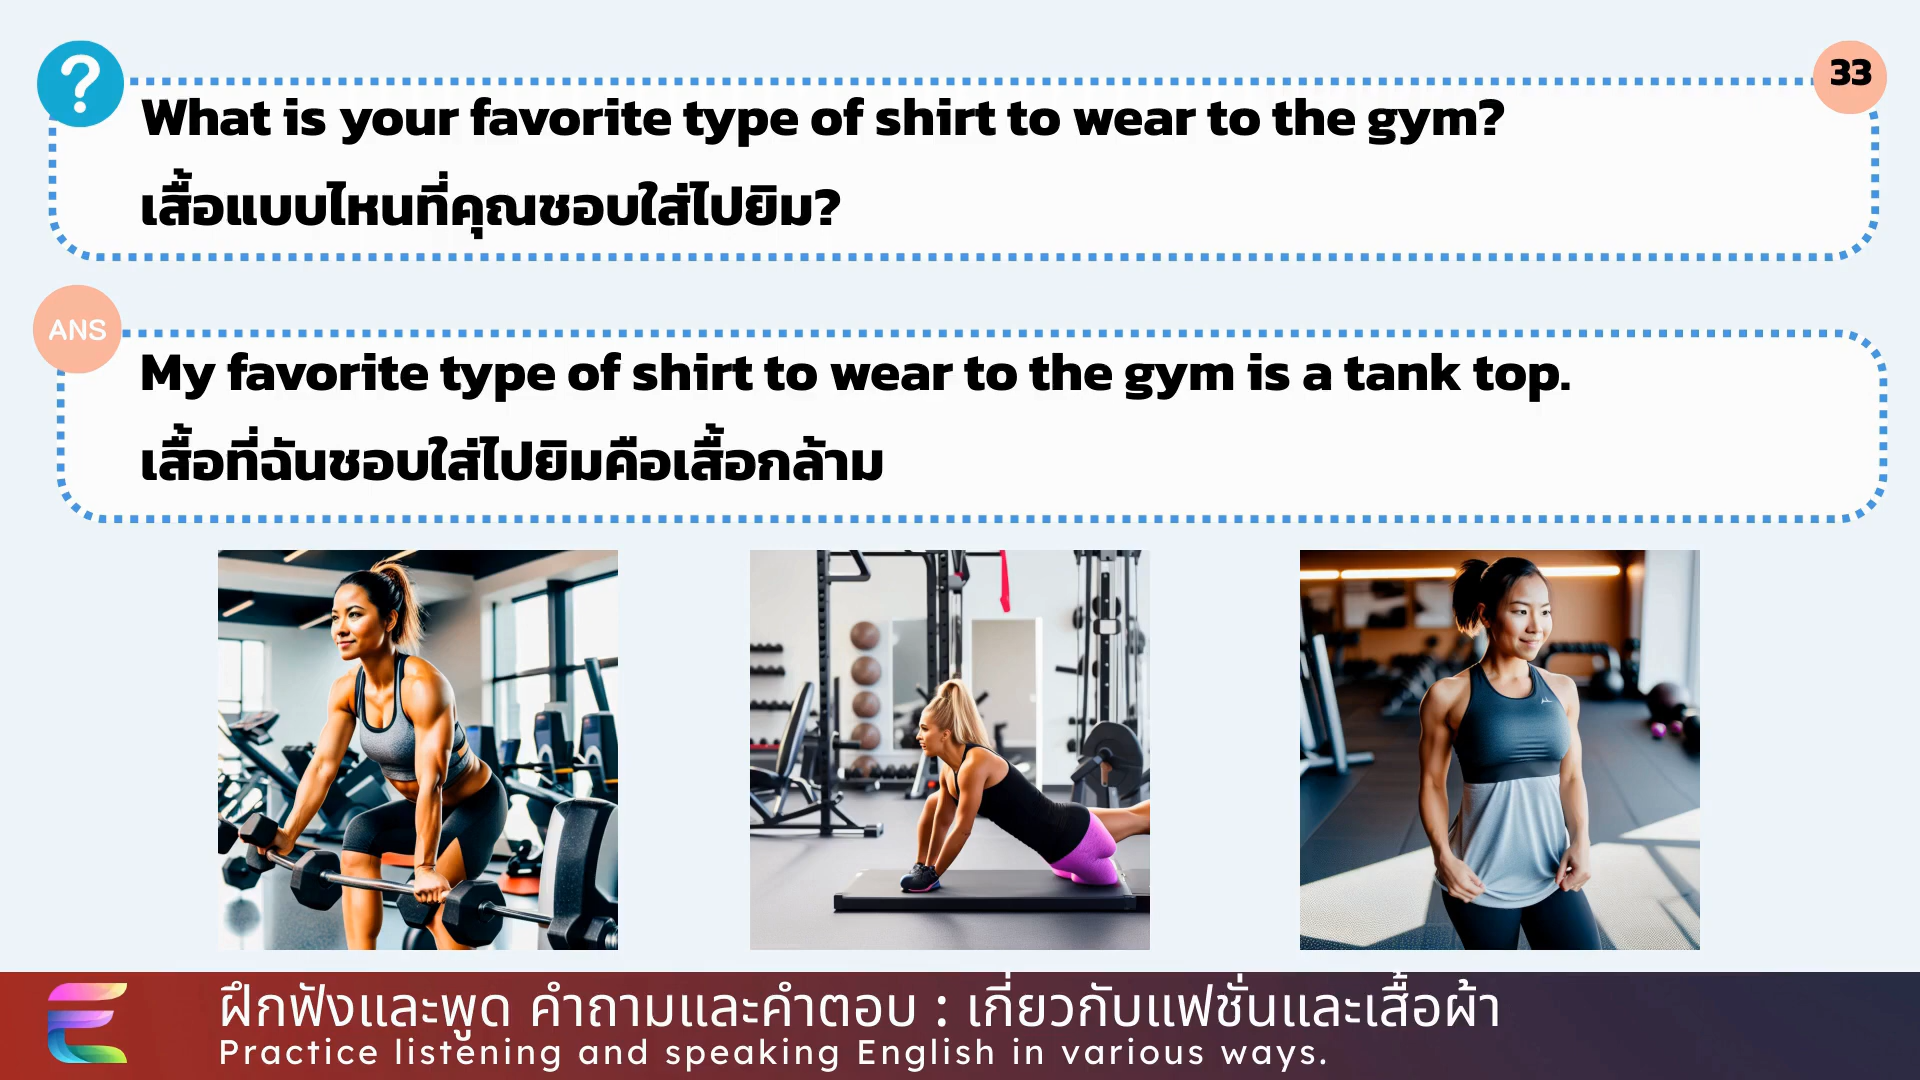 ?
33
What is your favorite type of shirt to wear to the gym?
เสื้อแบบไหนที่คุณชอบใส่ไปยิม?
ANS
My favorite type of shirt to wear to the gym is a tank top.
เสื้อที่ฉันชอบใส่ไปยิมคือเสื้อกล้าม
ฝึกฟังและพูด คำถามและคำตอบ : เกี่ยวกับแฟชั่นและเสื้อผ้า
Practice listening and speaking English in various ways.